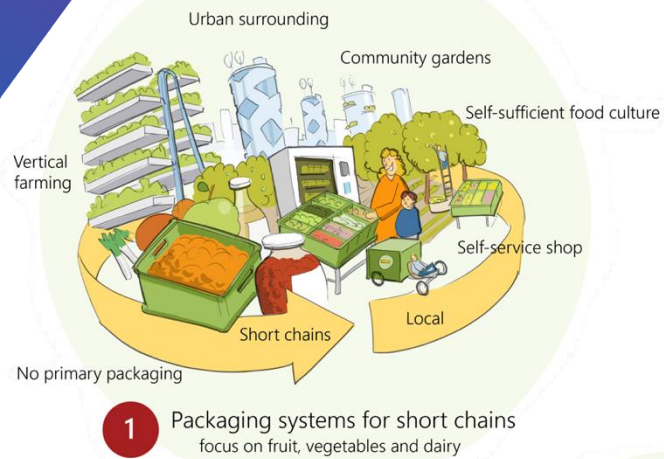 Urban surrounding
Community gardens
Self-sufficient food culture
Vertical
farming
Self-service shop
Local
Short chains
No primary packaging
1
Packaging systems for short chains
focus on fruit, vegetables and dairy